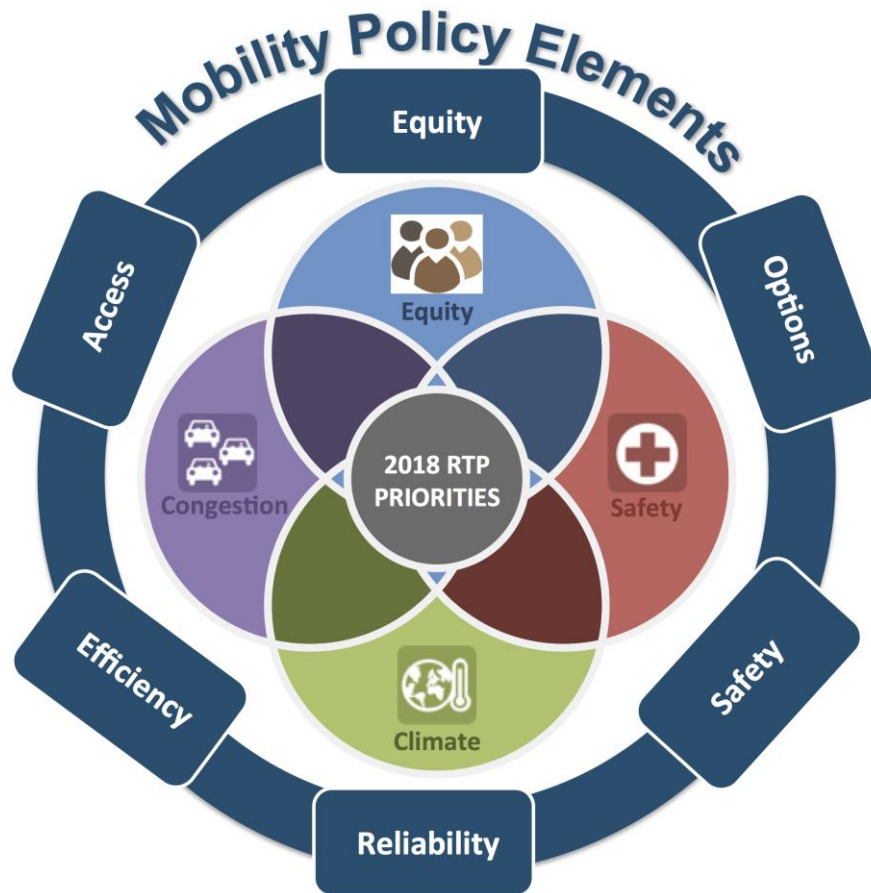 Mobility Policy Elements
Equity
Options
Safety
Reliability
Efficiency
Access
Equity
Safety
Climate
Congestion
2018 RTP
PRIORITIES